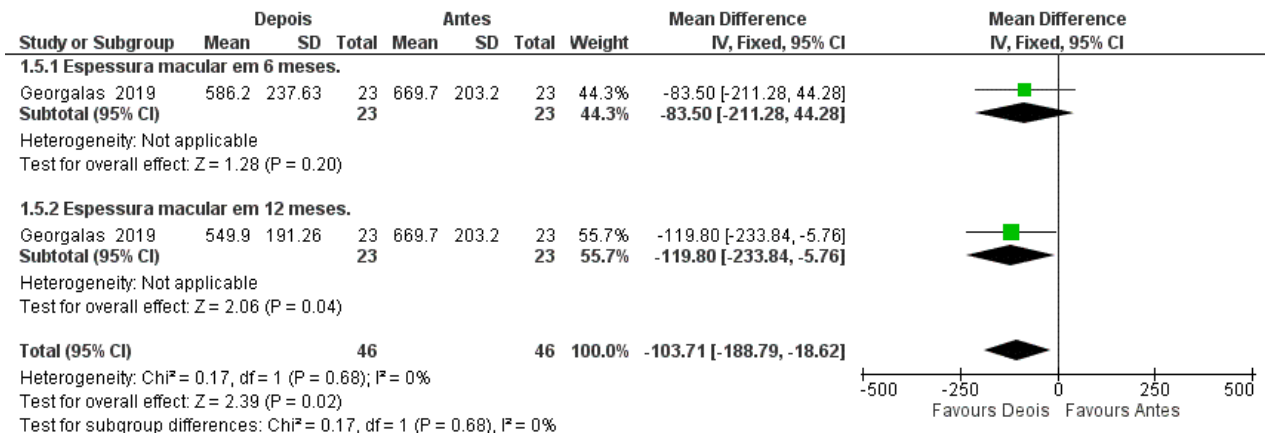 Depois Antes Mean Difference Mean Difference
Study or Subgroup Mean SD Total Mean SD Total Weight IV, Fixed, 95% CI IV, Fixed, 95% CI
1.5.1 Espessura macular em 6 meses.
Georgalas 2019 586.2 237.63 23 669.7 203.2 23 44.3% -83.50 [-211.28, 44.28]
Subtotal (95% CI) 23 23 44.3% -83.50 [-211.28, 44.28]
Heterogeneity: Not applicable
Test for overall effect: Z = 1.28 (P = 0.20)
1.5.2 Espessura macular em 12 meses.
Georgalas 2019 549.9 191.26 23 669.7 203.2 23 55.7% -119.80 [-233.84, -5.76]
Subtotal (95% CI) 23 23 55.7% -119.80 [-233.84, -5.76]
Heterogeneity: Not applicable
Test for overall effect: Z = 2.06 (P = 0.04)
Total (95% CI) 46 46 100.0% -103.71 [-188.79, -18.62]
Heterogeneity: Chi² = 0.17, df = 1 (P = 0.68); I² = 0%
Test for overall effect: Z = 2.39 (P = 0.02)
Test for subgroup differences: Chi² = 0.17, df = 1 (P = 0.68), I² = 0%
-500 -250 0 250 500
Favours Deois Favours Antes